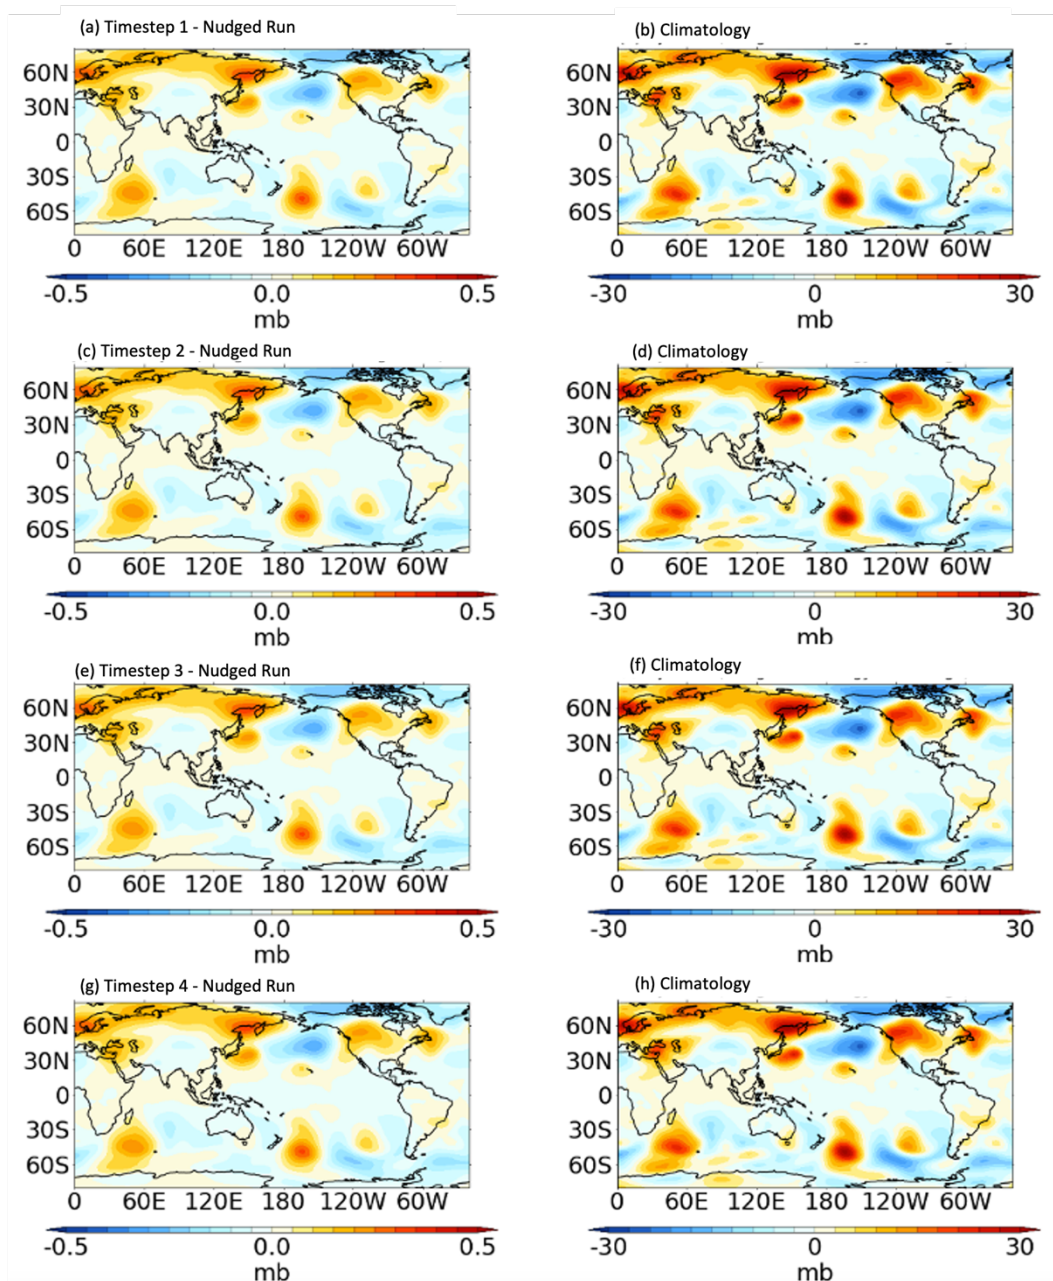 (a) Timestep 1 - Nudged Run
(b) Climatology
60N
30N
0
30S
60S
0 60E 120E 180 120W 60W
-0.5 0.0 0.5
mb
60N
30N
0
30S
60S
0 60E 120E 180 120W 60W
-30 0 30
mb
(c) Timestep 2 - Nudged Run
(d) Climatology
60N
30N
0
30S
60S
0 60E 120E 180 120W 60W
-0.5 0.0 0.5
mb
60N
30N
0
30S
60S
0 60E 120E 180 120W 60W
-30 0 30
mb
(e) Timestep 3 - Nudged Run
(f) Climatology
60N
30N
0
30S
60S
0 60E 120E 180 120W 60W
-0.5 0.0 0.5
mb
60N
30N
0
30S
60S
0 60E 120E 180 120W 60W
-30 0 30
mb
(g) Timestep 4 - Nudged Run
(h) Climatology
60N
30N
0
30S
60S
0 60E 120E 180 120W 60W
-0.5 0.0 0.5
mb
60N
30N
0
30S
60S
0 60E 120E 180 120W 60W
-30 0 30
mb